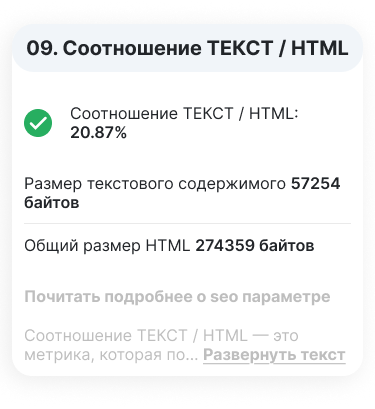 09. Соотношение ТЕКСТ / HTML
Соотношение ТЕКСТ / HTML:
20.87%
Размер текстового содержимого 57254
байтов
Общий размер HTML 274359 байтов
Почитать подробнее о seo параметре
Соотношение ТЕКСТ / HTML — это
метрика, которая по... Развернуть текст